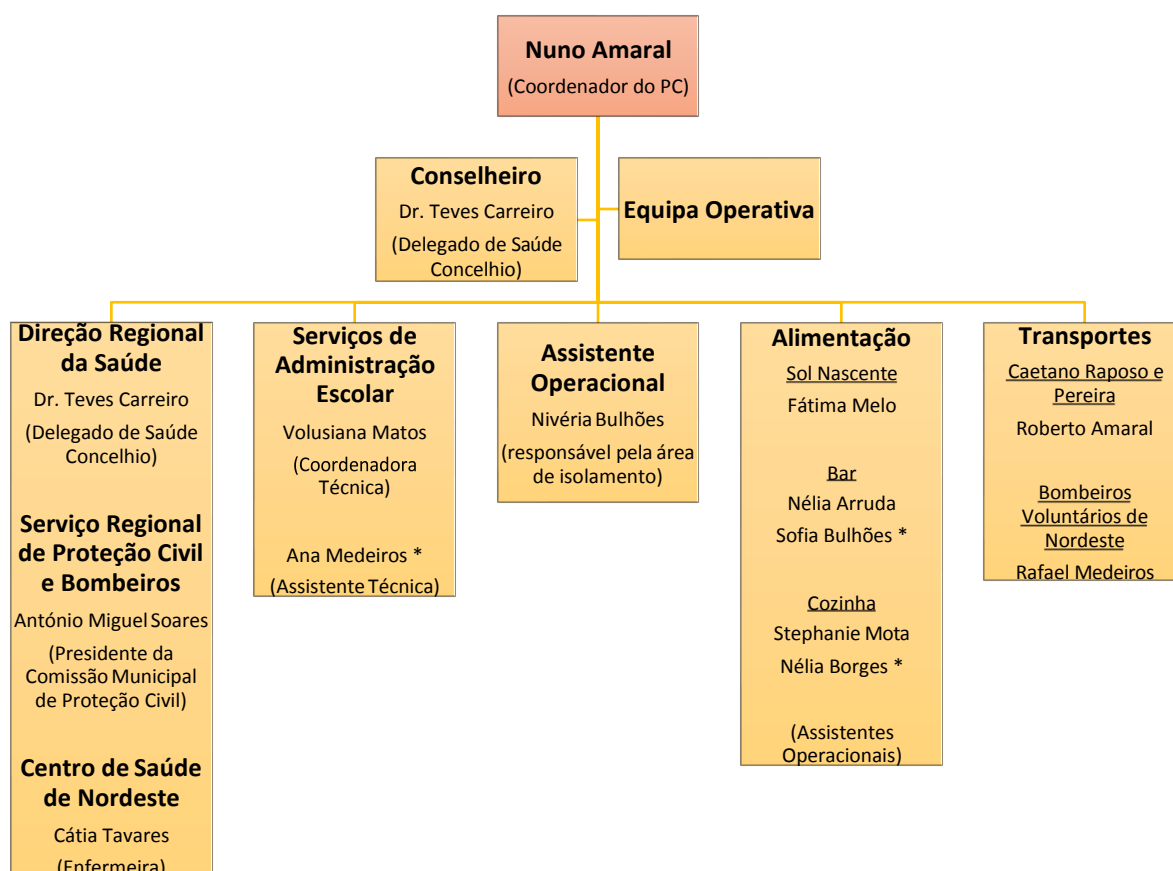 Nuno Amaral
(Coordenador do PC)
Conselheiro
Dr. Teves Carreiro
(Delegado de Saúde
Concelhio)
Equipa Operativa
Direção Regional
da Saúde
Dr. Teves Carreiro
(Delegado de Saúde
Concelhio)
Serviço Regional
de Proteção Civil
e Bombeiros
António Miguel Soares
(Presidente da
Comissão Municipal
de Proteção Civil)
Centro de Saúde
de Nordeste
Cátia Tavares
(Enfermeira)
Serviços de
Administração
Escolar
Volusiana Matos
(Coordenadora
Técnica)
Ana Medeiros *
(Assistente Técnica)
Assistente
Operacional
Nivéria Bulhões
(responsável pela área
de isolamento)
Alimentação
Sol Nascente
Fátima Melo
Bar
Nélia Arruda
Sofia Bulhões *
Cozinha
Stephanie Mota
Nélia Borges *
(Assistentes
Operacionais)
Transportes
Caetano Raposo e
Pereira
Roberto Amaral
Bombeiros
Voluntários de
Nordeste
Rafael Medeiros